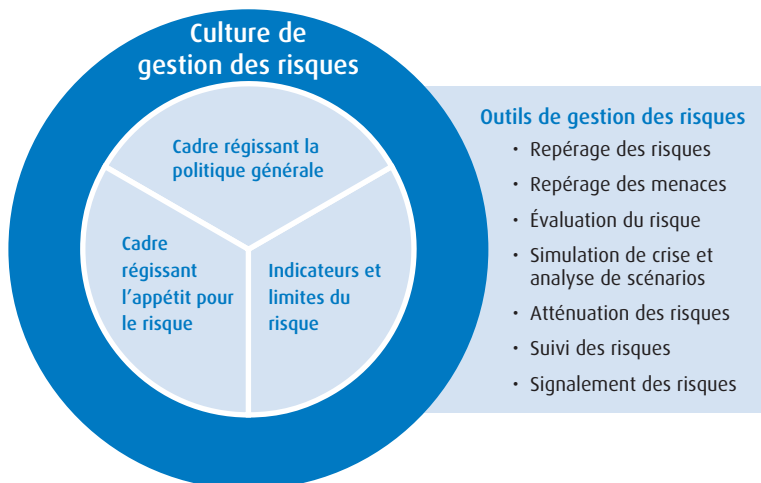 Culture de
gestion des risques
Cadre régissant la
politique générale
Cadre
régissant
l'appétit pour
le risque
Indicateurs et
limites du
risque
Outils de gestion des risques
• Repérage des risques
• Repérage des menaces
• Évaluation du risque
• Simulation de crise et
analyse de scénarios
• Atténuation des risques
• Suivi des risques
• Signalement des risques